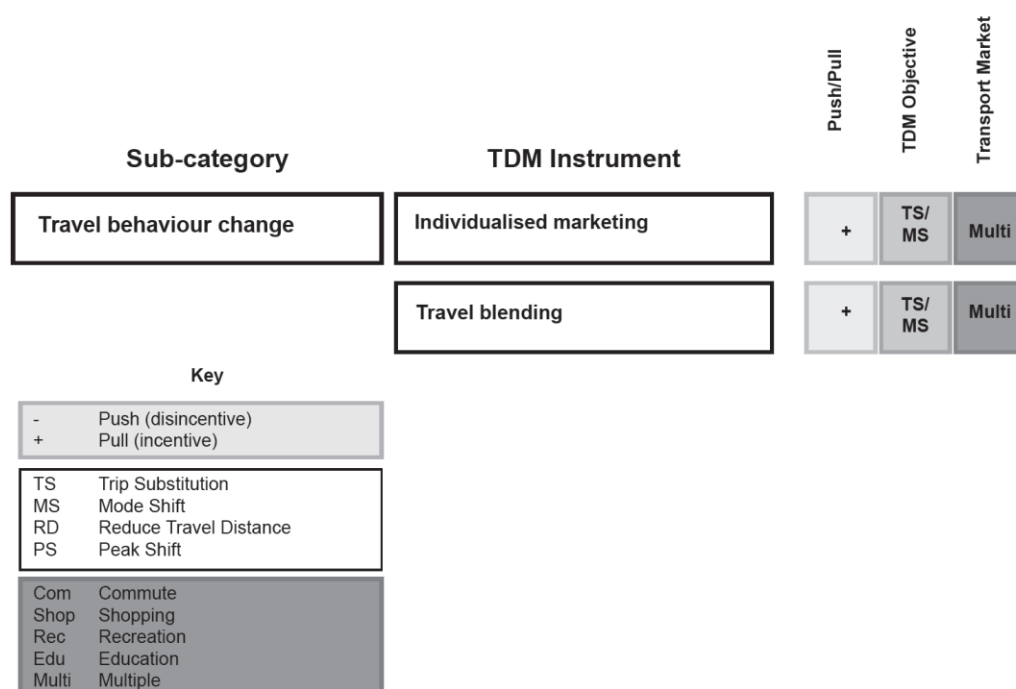 Push/Pull
TDM Objective
Transport Market
Sub-category
TDM Instrument
Travel behaviour change
Individualised marketing
+
TS/
MS
Multi
Travel blending
+
TS/
MS
Multi
Key
- Push (disincentive)
+ Pull (incentive)
TS Trip Substitution
MS Mode Shift
RD Reduce Travel Distance
PS Peak Shift
Com Commute
Shop Shopping
Rec Recreation
Edu Education
Multi Multiple